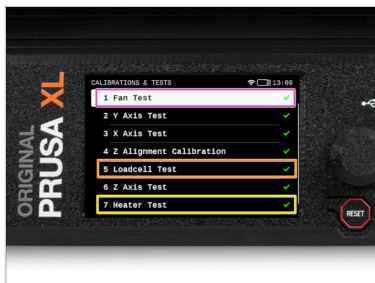 ORIGINAL
PRUSA XL
CALIBRATIONS & TESTS 13:09
1 Fan Test
2 Y Axis Test
3 X Axis Test
4 Z Alignment Calibration
5 Loadcell Test
6 Z Axis Test
7 Heater Test
RESET